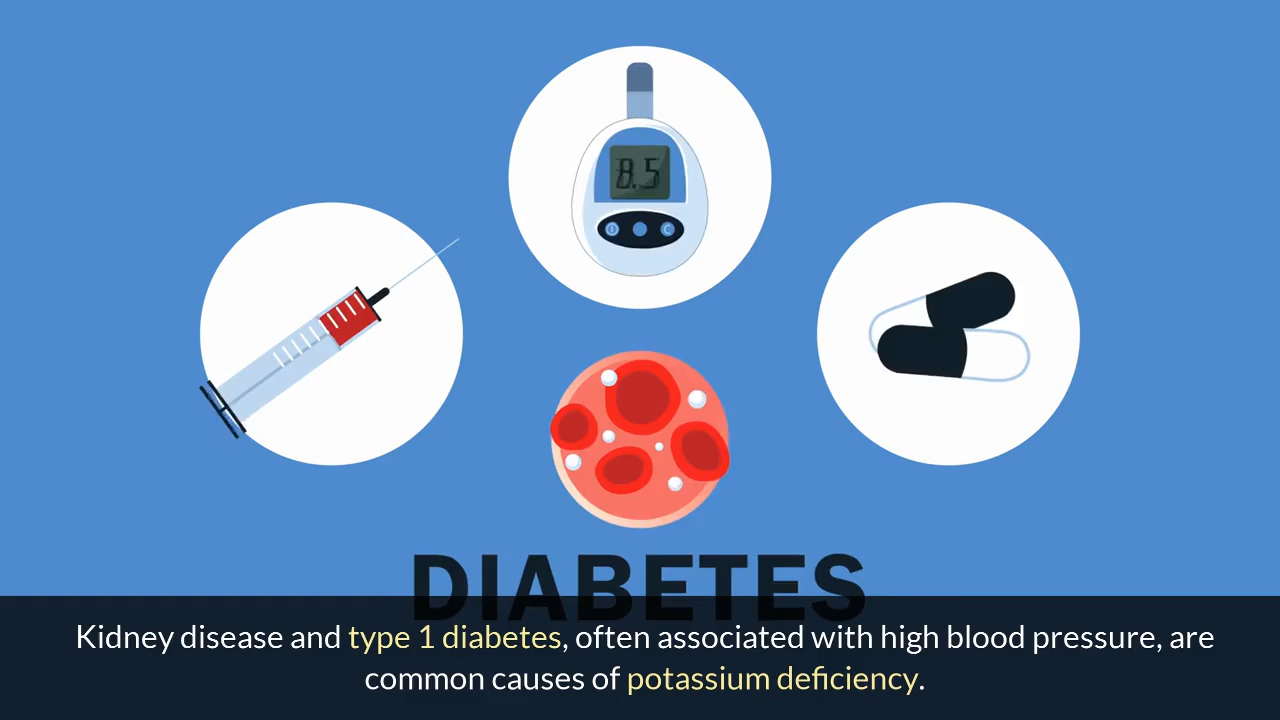 8.5
DIABETES
Kidney disease and type 1 diabetes, often associated with high blood pressure, are
common causes of potassium deficiency.